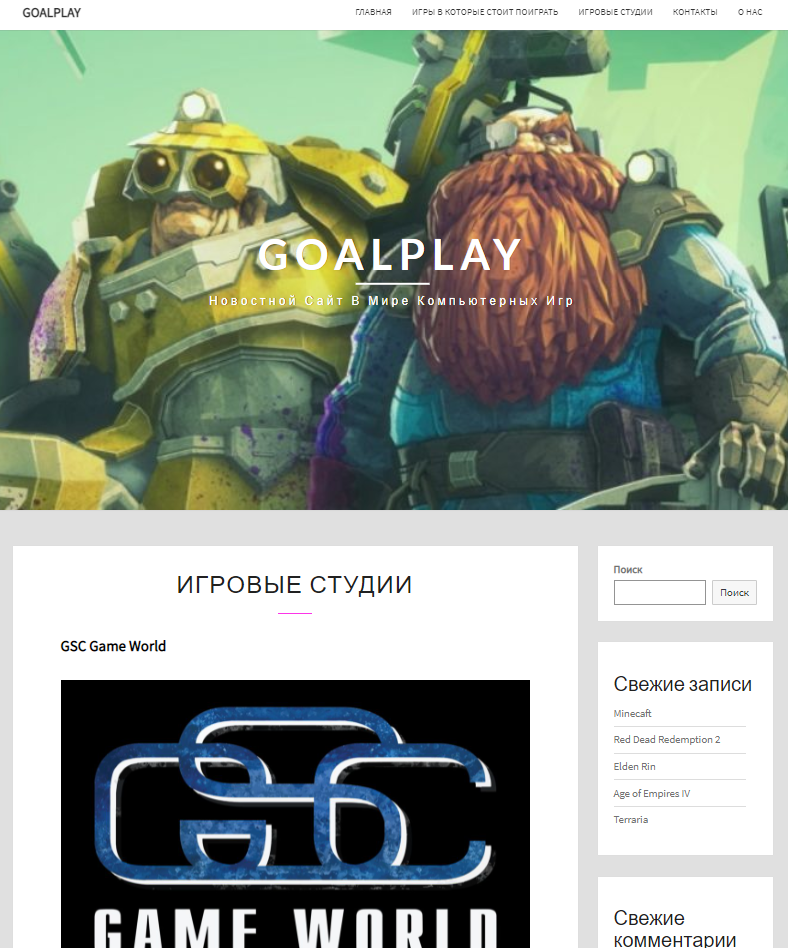 GOALPLAY
ГЛАВНАЯ ИГРЫ В КОТОРЫЕ СТОИТ ПОИГРАТЬ ИГРОВЫЕ СТУДИИ КОНТАКТЫ О НАС
GOALPLAY
Новостной Сайт В Мире Компьютерных Игр
ИГРОВЫЕ СТУДИИ
GSC Game World
GSC
GAME WORLD
Поиск
Поиск
Свежие записи
Minecaft
Red Dead Redemption 2
Elden Rin
Age of Empires IV
Terraria
Свежие
комментарии